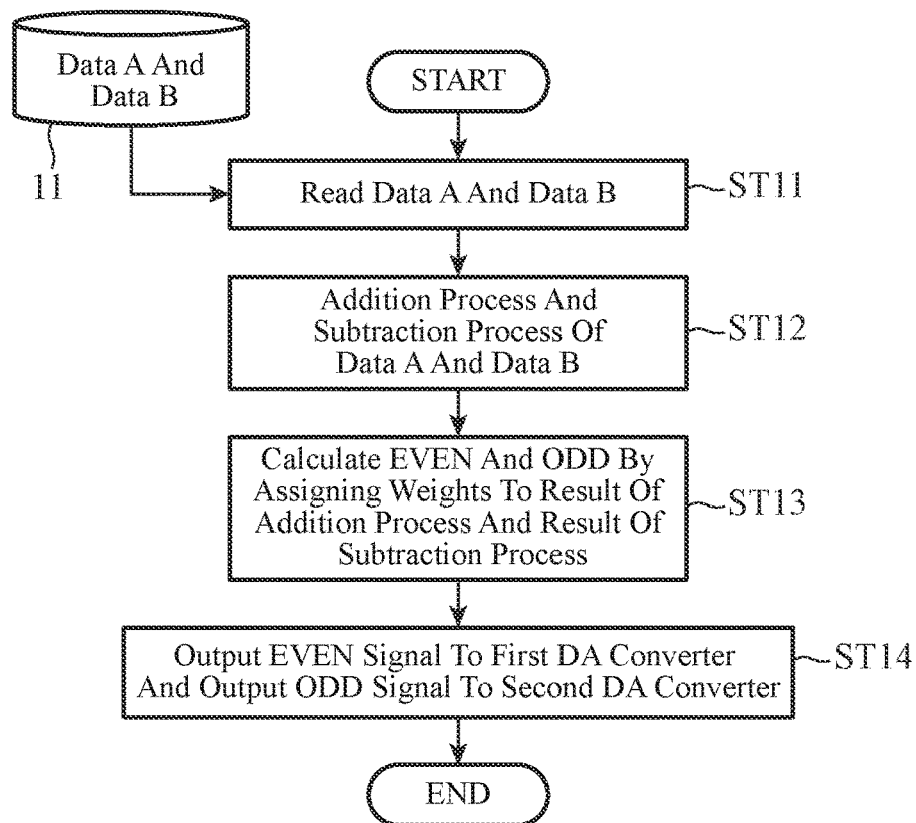 Data A And
Data B
11
START
Read Data A And Data B
ST11
Addition Process And
Subtraction Process Of
Data A And Data B
ST12
Calculate EVEN And ODD By
Assigning Weights To Result Of
Addition Process And Result Of
Subtraction Process
ST13
Output EVEN Signal To First DA Converter
And Output ODD Signal To Second DA Converter
ST14
END